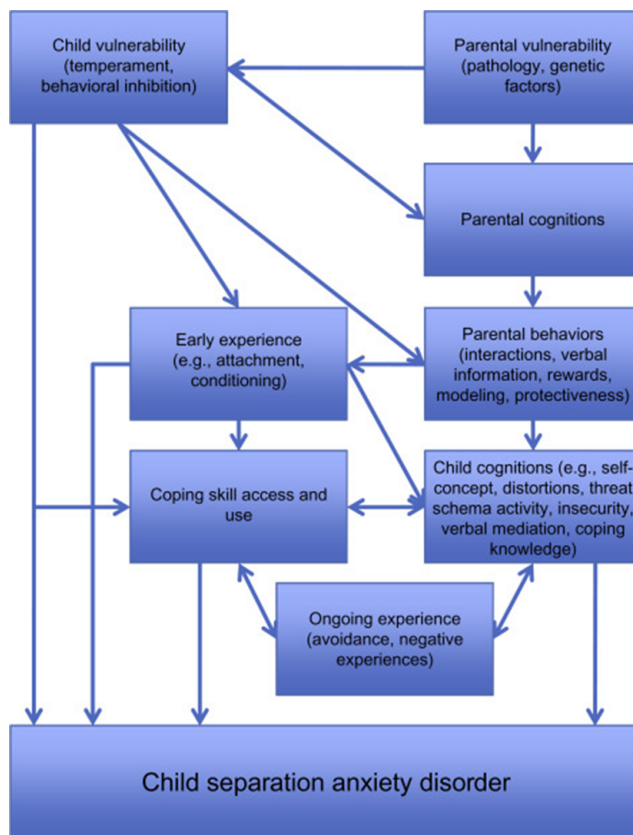 Child vulnerability
(temperament,
behavioral inhibition)
Parental vulnerability
(pathology, genetic
factors)
Parental cognitions
Early experience
(e.g., attachment,
conditioning)
Parental behaviors
(interactions, verbal
information, rewards,
modeling, protectiveness)
Coping skill access and
use
Child cognitions (e.g., self-
concept, distortions, threat
schema activity, insecurity,
verbal mediation, coping
knowledge)
Ongoing experience
(avoidance, negative
experiences)
Child separation anxiety disorder